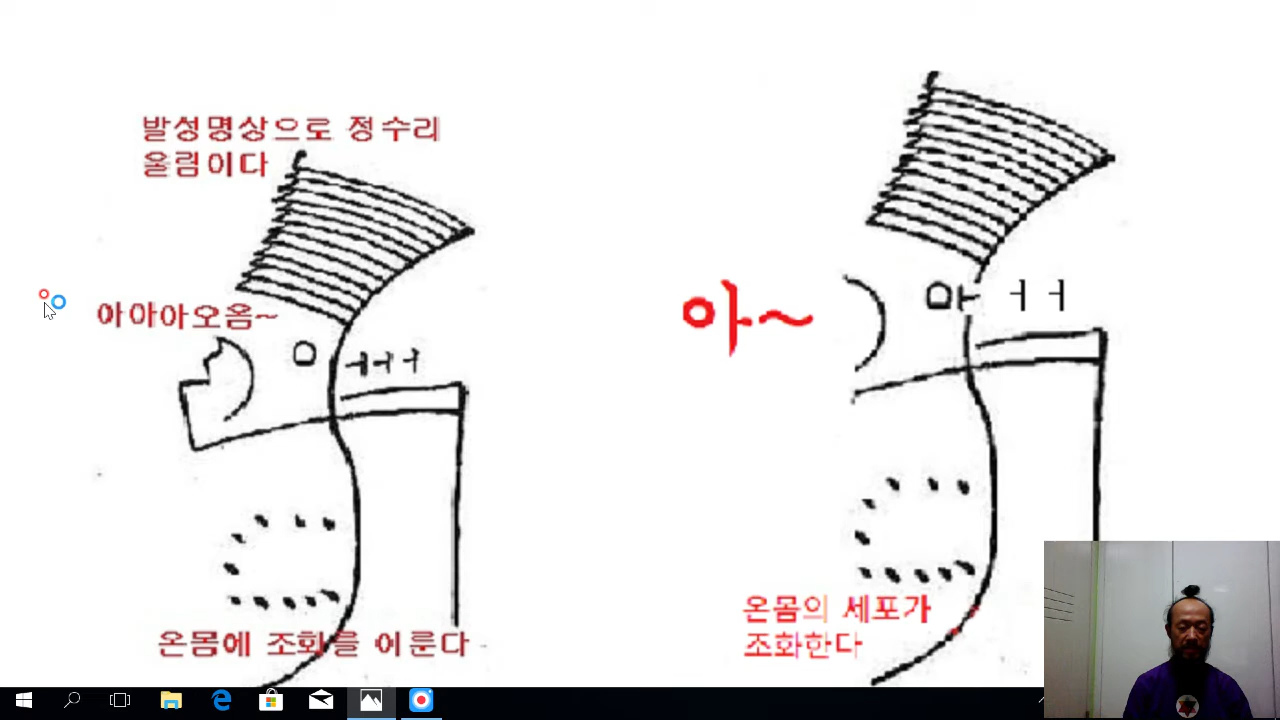 발성명상으로 정수리
울림이다
아아아오옴~
ㅁ ㅓㅓㅓ
온몸에 조화를 이룬다
아~
마 ㅓㅓ
온몸의 세포가
조화한다